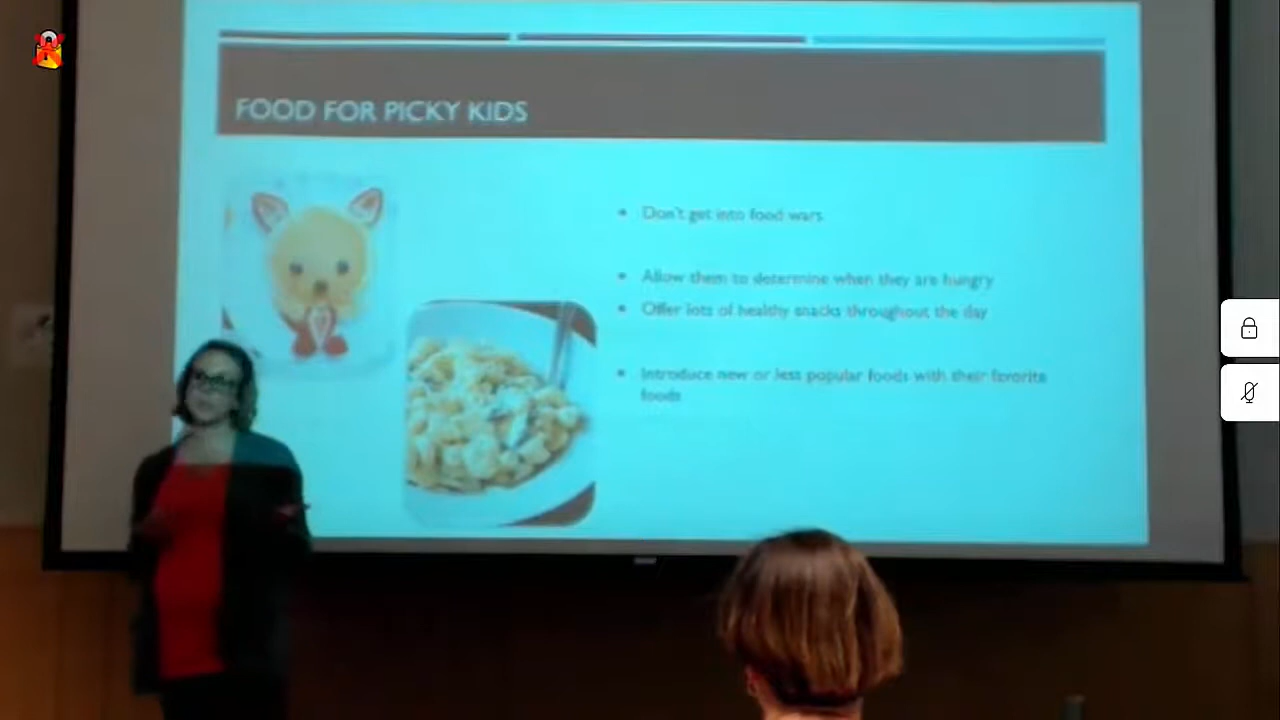 FOOD FOR PICKY KIDS
Don't get into food wars
Allow them to determine when they are hungry
Offer lots of healthy snacks throughout the day
Introduce new or less popular foods with their favorite
foods